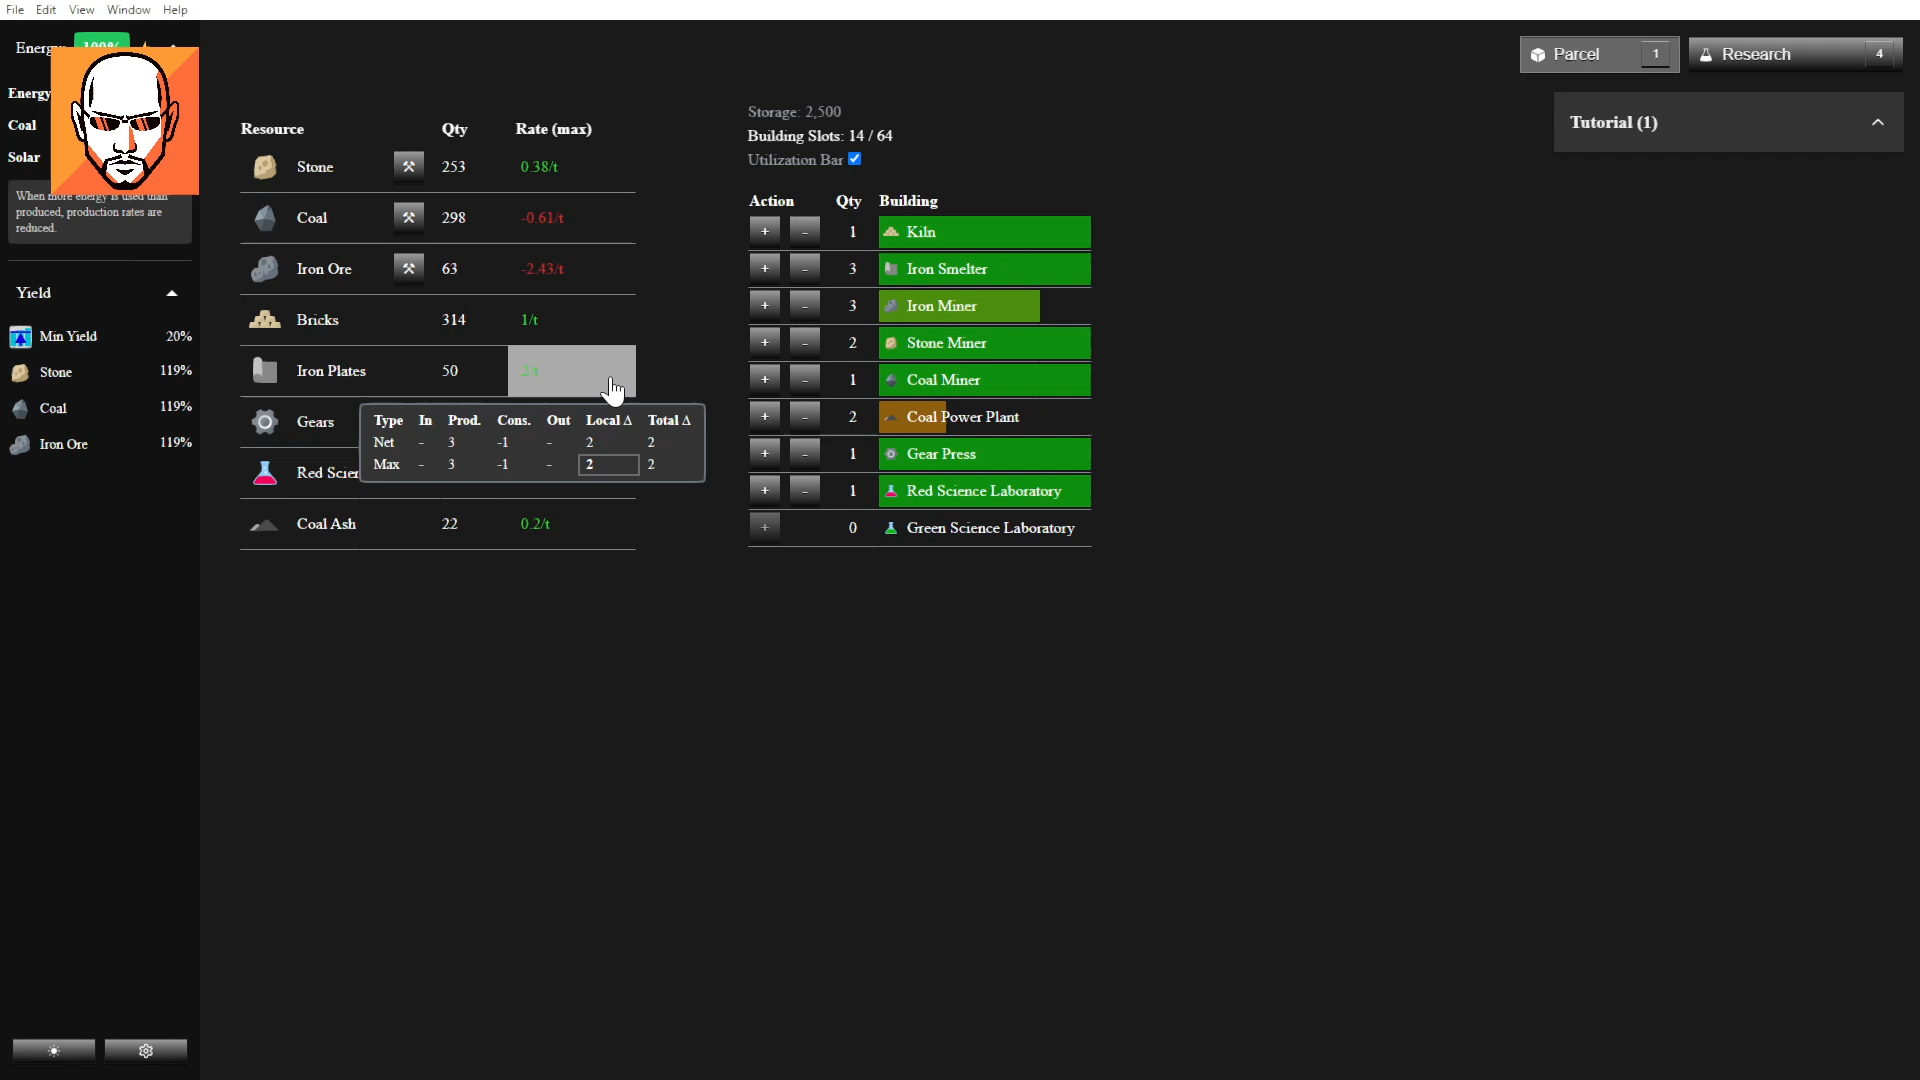 File Edit View Window Help
Energy 100%
Energy
Coal
Solar
When more energy is used than
produced, production rates are
reduced.
Yield
Min Yield 20%
Stone 119%
Coal 119%
Iron Ore 119%
Resource Qty Rate (max)
Stone 253 0.38/t
Coal 298 -0.61/t
Iron Ore 63 -2.43/t
Bricks 314 1/t
Iron Plates 50 2/t
Gears
Red Scien
Coal Ash 22 0.2/t
Type In Prod. Cons. Out Local Δ Total Δ
Net - 3 -1 - 2 2
Max - 3 -1 - 2 2
Storage: 2,500
Building Slots: 14 / 64
Utilization Bar
Action Qty Building
+ - 1 Kiln
+ - 3 Iron Smelter
+ - 3 Iron Miner
+ - 2 Stone Miner
+ - 1 Coal Miner
+ - 2 Coal Power Plant
+ - 1 Gear Press
+ - 1 Red Science Laboratory
+ 0 Green Science Laboratory
Parcel 1
Research 4
Tutorial (1)